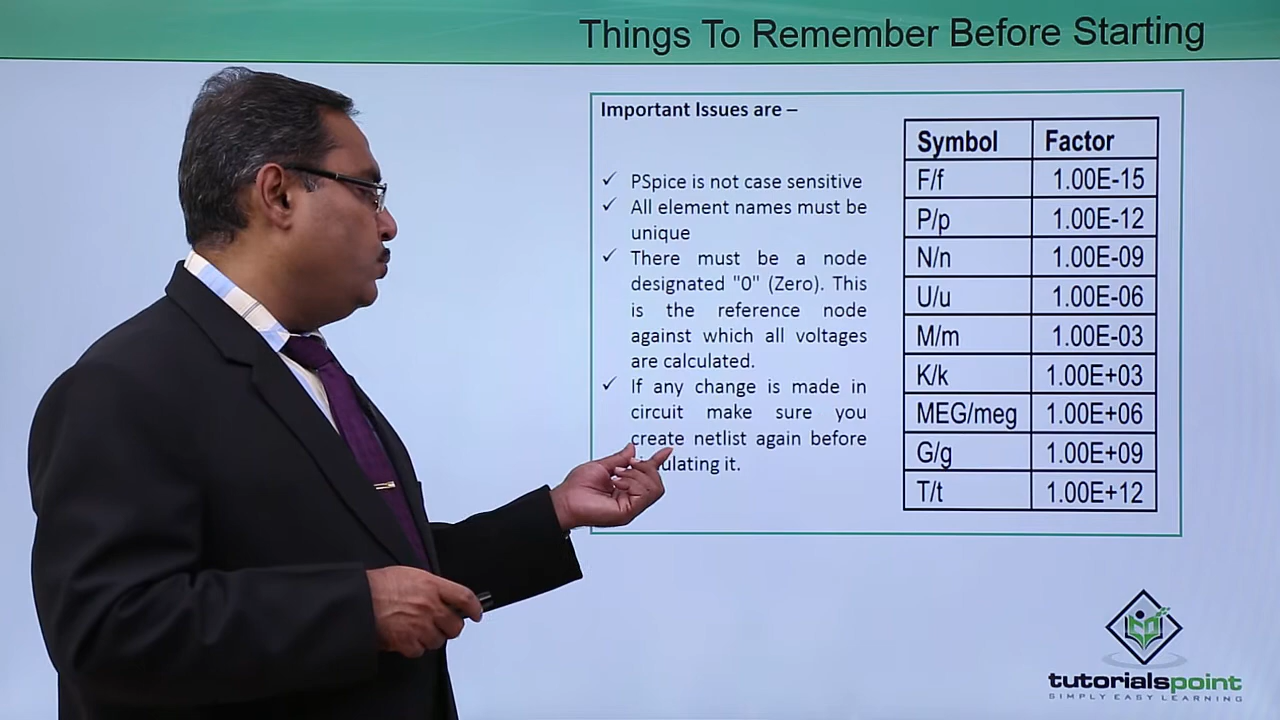 Things To Remember Before Starting
Important Issues are –
✓ PSpice is not case sensitive
✓ All element names must be
unique
✓ There must be a node
designated "0" (Zero). This
is the reference node
against which all voltages
are calculated.
✓ If any change is made in
circuit make sure you
create netlist again before
it.
Symbol Factor
F/f 1.00E-15
P/p 1.00E-12
N/n 1.00E-09
U/u 1.00E-06
M/m 1.00E-03
K/k 1.00E+03
MEG/meg 1.00E+06
G/g 1.00E+09
T/t 1.00E+12
tutorialspoint
SIMPLY EASY LEARNING